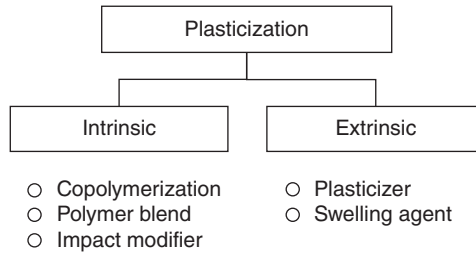 Plasticization
Intrinsic
Extrinsic
Copolymerization
Polymer blend
Impact modifier
Plasticizer
Swelling agent